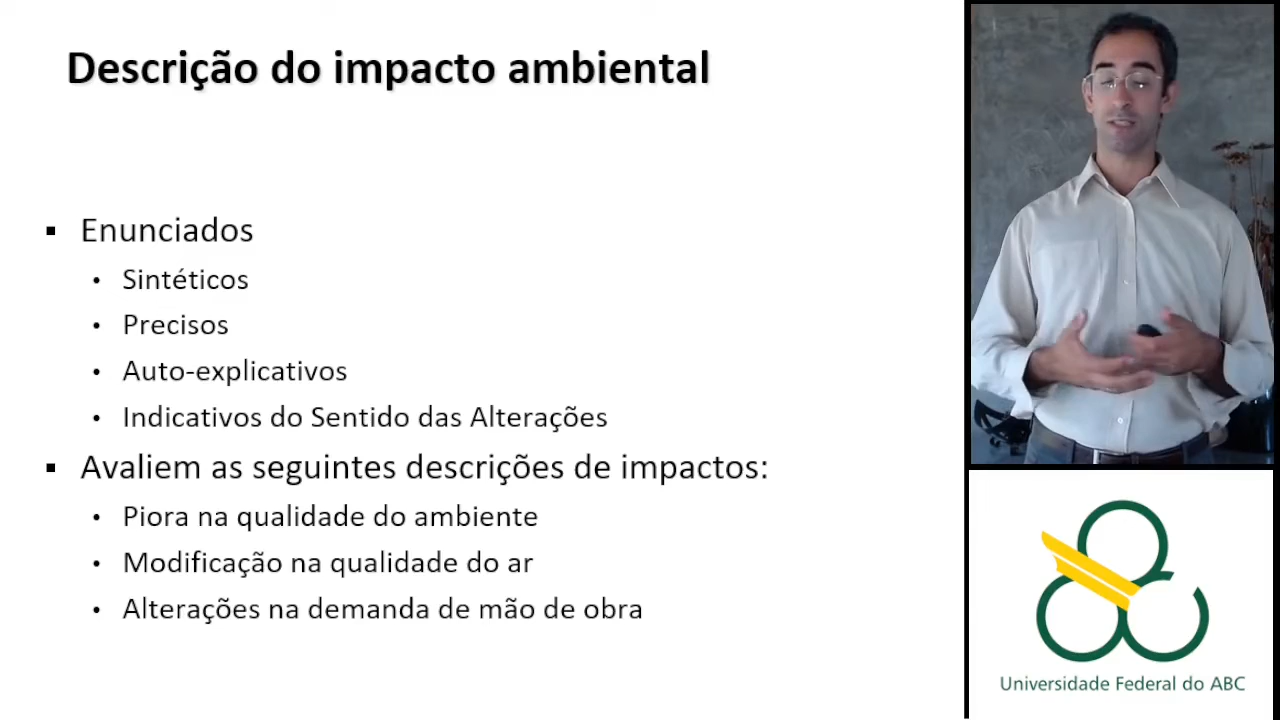 Descrição do impacto ambiental
▪ Enunciados
• Sintéticos
• Precisos
• Auto-explicativos
• Indicativos do Sentido das Alterações
▪ Avaliem as seguintes descrições de impactos:
• Piora na qualidade do ambiente
• Modificação na qualidade do ar
• Alterações na demanda de mão de obra
Universidade Federal do ABC